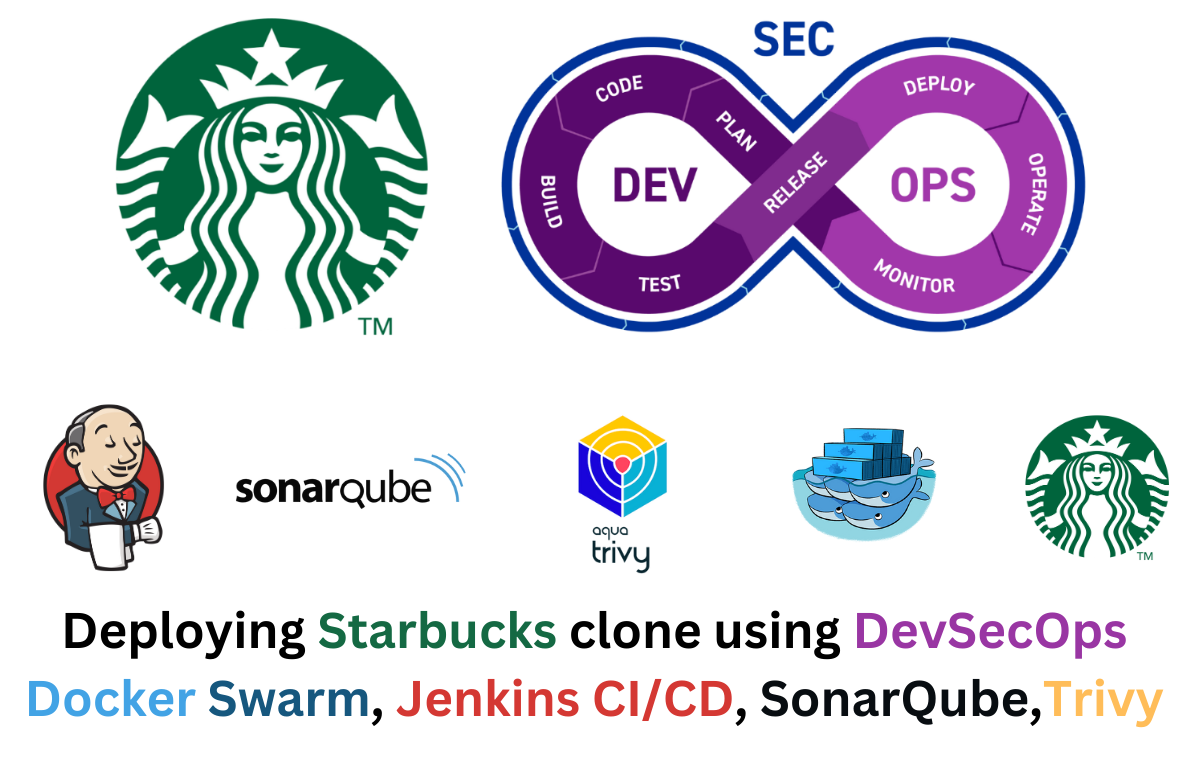 SEC
CODE
PLAN
DEPLOY
DEV
RELEASE
OPS
BUILD
OPERATE
TEST
MONITOR
TM
sonarqube
aqua
trivy
TM
Deploying Starbucks clone using DevSecOps
Docker Swarm, Jenkins CI/CD, SonarQube,Trivy